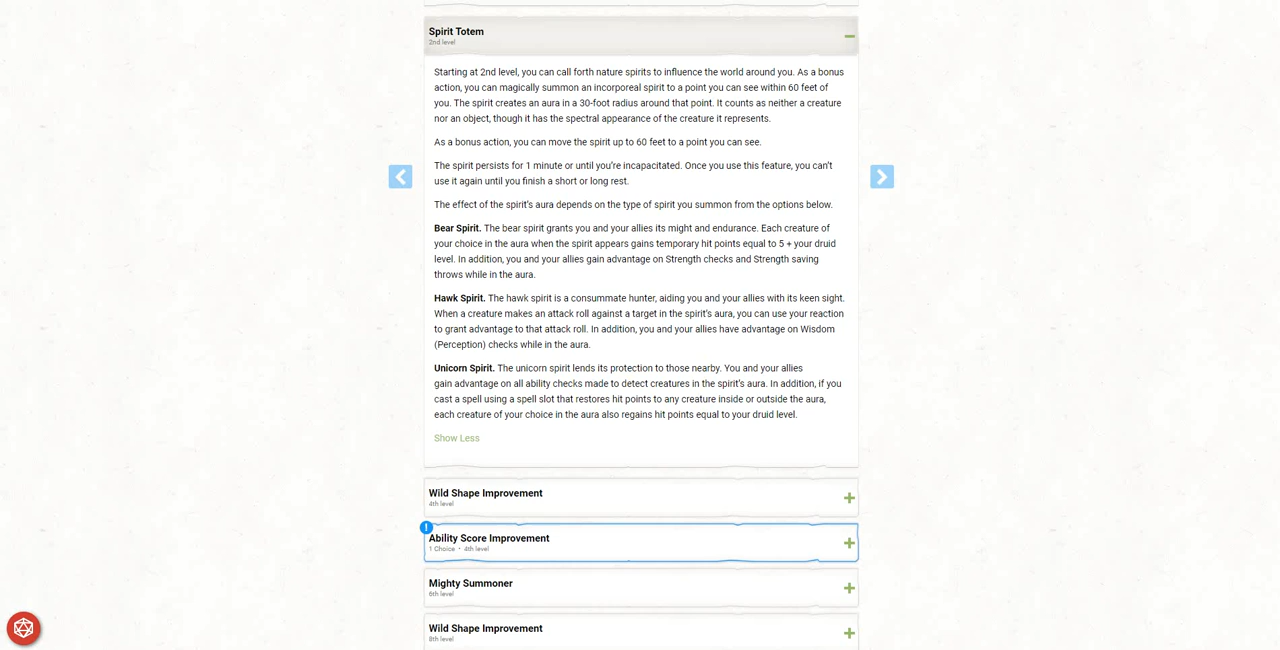 Spirit Totem
2nd level
Starting at 2nd level, you can call forth nature spirits to influence the world around you. As a bonus
action, you can magically summon an incorporeal spirit to a point you can see within 60 feet of
you. The spirit creates an aura in a 30-foot radius around that point. It counts as neither a creature
nor an object, though it has the spectral appearance of the creature it represents.
As a bonus action, you can move the spirit up to 60 feet to a point you can see.
The spirit persists for 1 minute or until you’re incapacitated. Once you use this feature, you can’t
use it again until you finish a short or long rest.
The effect of the spirit’s aura depends on the type of spirit you summon from the options below.
Bear Spirit. The bear spirit grants you and your allies its might and endurance. Each creature of
your choice in the aura when the spirit appears gains temporary hit points equal to 5 + your druid
level. In addition, you and your allies gain advantage on Strength checks and Strength saving
throws while in the aura.
Hawk Spirit. The hawk spirit is a consummate hunter, aiding you and your allies with its keen sight.
When a creature makes an attack roll against a target in the spirit’s aura, you can use your reaction
to grant advantage to that attack roll. In addition, you and your allies have advantage on Wisdom
(Perception) checks while in the aura.
Unicorn Spirit. The unicorn spirit lends its protection to those nearby. You and your allies
gain advantage on all ability checks made to detect creatures in the spirit’s aura. In addition, if you
cast a spell using a spell slot that restores hit points to any creature inside or outside the aura,
each creature of your choice in the aura also regains hit points equal to your druid level.
Show Less
Wild Shape Improvement
4th level
!
Ability Score Improvement
1 Choice • 4th level
Mighty Summoner
6th level
Wild Shape Improvement
8th level